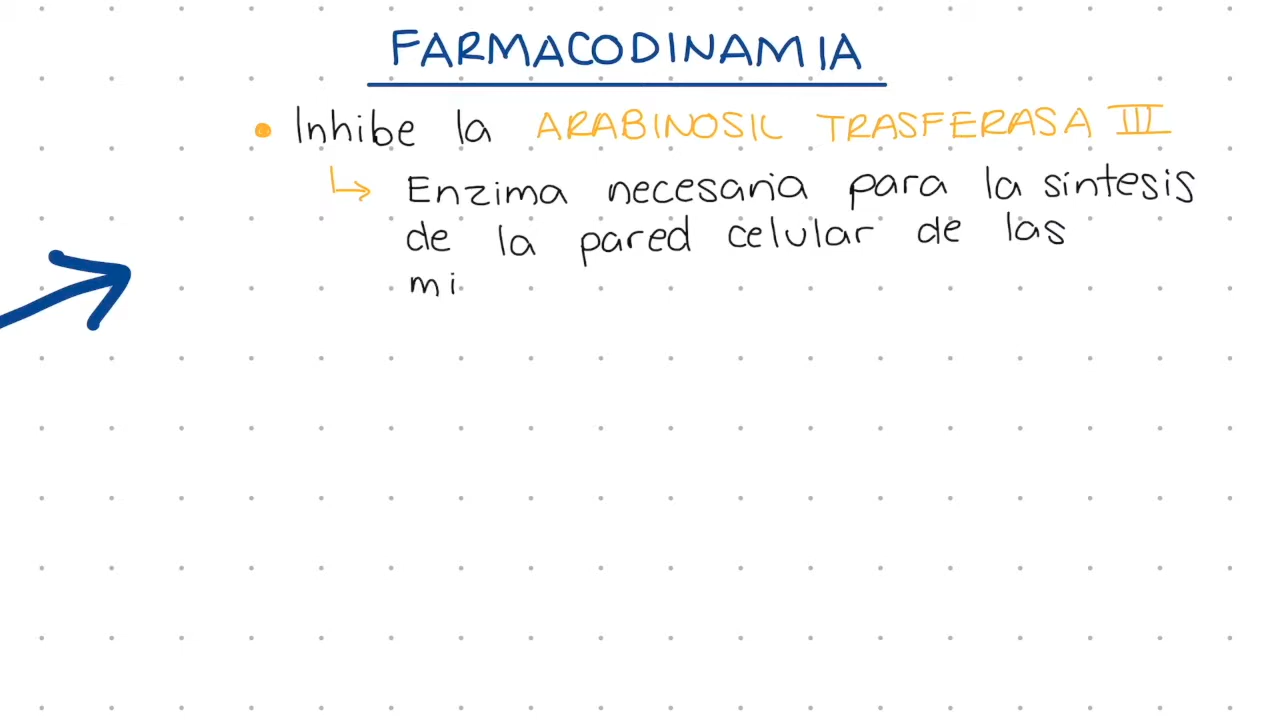 FARMACODINAMIA
• Inhibe la ARABINOSIL TRASFERASA III
↳ Enzima necesaria para la síntesis
de la pared celular de las
mi